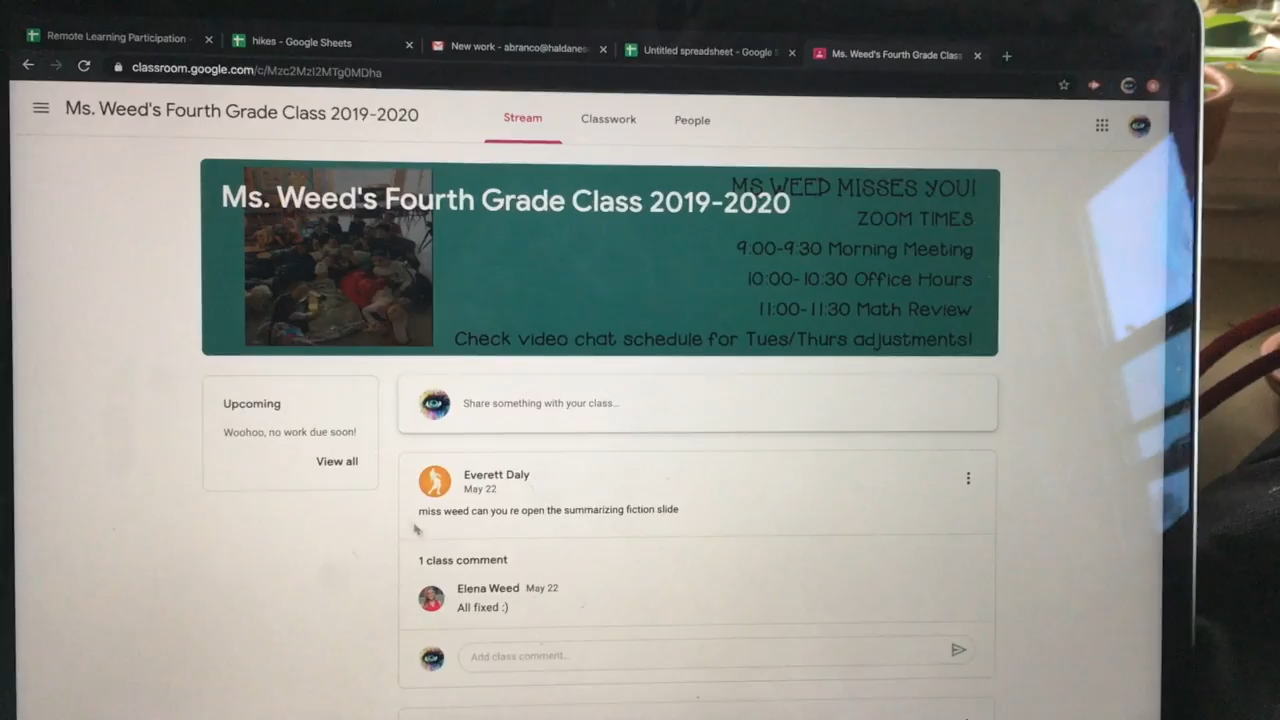 Remote Learning Participation
hikes - Google Sheets
New work - abranco@haldane
Untitled spreadsheet - Google S
Ms. Weed's Fourth Grade Class
classroom.google.com/c/Mzc2MzI2MTg0MDha
Ms. Weed's Fourth Grade Class 2019-2020
Stream
Classwork
People
Ms. Weed's Fourth Grade Class 2019-2020
MS WEED MISSES YOU!
ZOOM TIMES
9:00-9:30 Morning Meeting
10:00-10:30 Office Hours
11:00-11:30 Math Review
Check video chat schedule for Tues/Thurs adjustments!
Upcoming
Woohoo, no work due soon!
View all
Share something with your class...
Everett Daly
May 22
miss weed can you re open the summarizing fiction slide
1 class comment
Elena Weed May 22
All fixed :)
Add class comment...